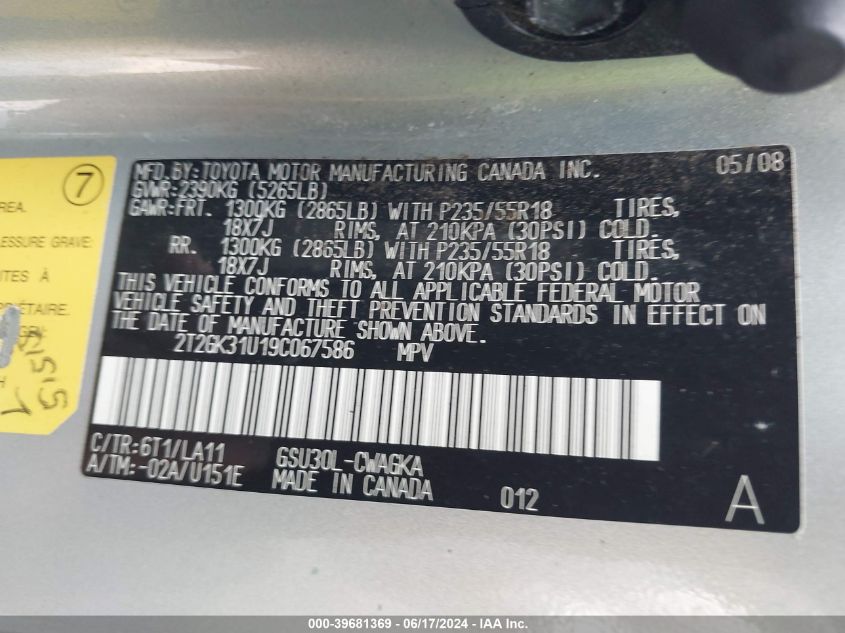 7
REA.
ESSURE GRAVE
UTES À
PRIÉTAIRE.
MFD.BY:TOYOTA MOTOR MANUFACTURING CANADA INC. 05/08
GVWR:2390KG (5265LB)
GAWR:FRT. 1300KG (2865LB) WITH P235/55R18 TIRES,
18X7J RIMS, AT 210KPA (30PSI) COLD.
RR. 1300KG (2865LB) WITH P235/55R18 TIRES,
18X7J RIMS, AT 210KPA (30PSI) COLD.
THIS VEHICLE CONFORMS TO ALL APPLICABLE FEDERAL MOTOR
VEHICLE SAFETY AND THEFT PREVENTION STANDARDS IN EFFECT ON
THE DATE OF MANUFACTURE SHOWN ABOVE.
2T2GK31U19C067586 MPV
C/TR:6T1/LA11 GSU30L-CWAGKA
A/TM:-02A/U151E MADE IN CANADA 012 A
000-39681369 - 06/17/2024 - IAA Inc.